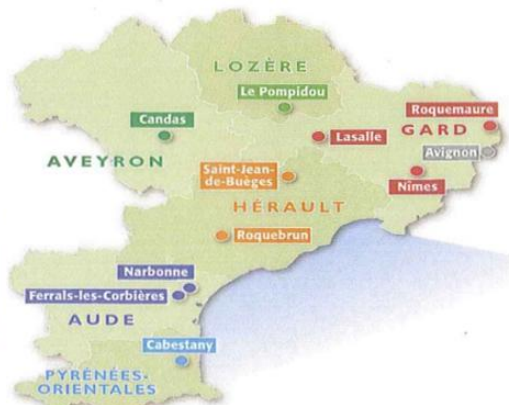 LOZÈRE
Le Pompidou
Roquemaure
Candas
Lasalle
GARD
Avignon
AVEYRON
Saint-Jean-
de-Buèges
Nîmes
HÉRAULT
Roquebrun
Narbonne
Ferrals-les-Corbières
AUDE
Cabestany
PYRÉNÉES-
ORIENTALES